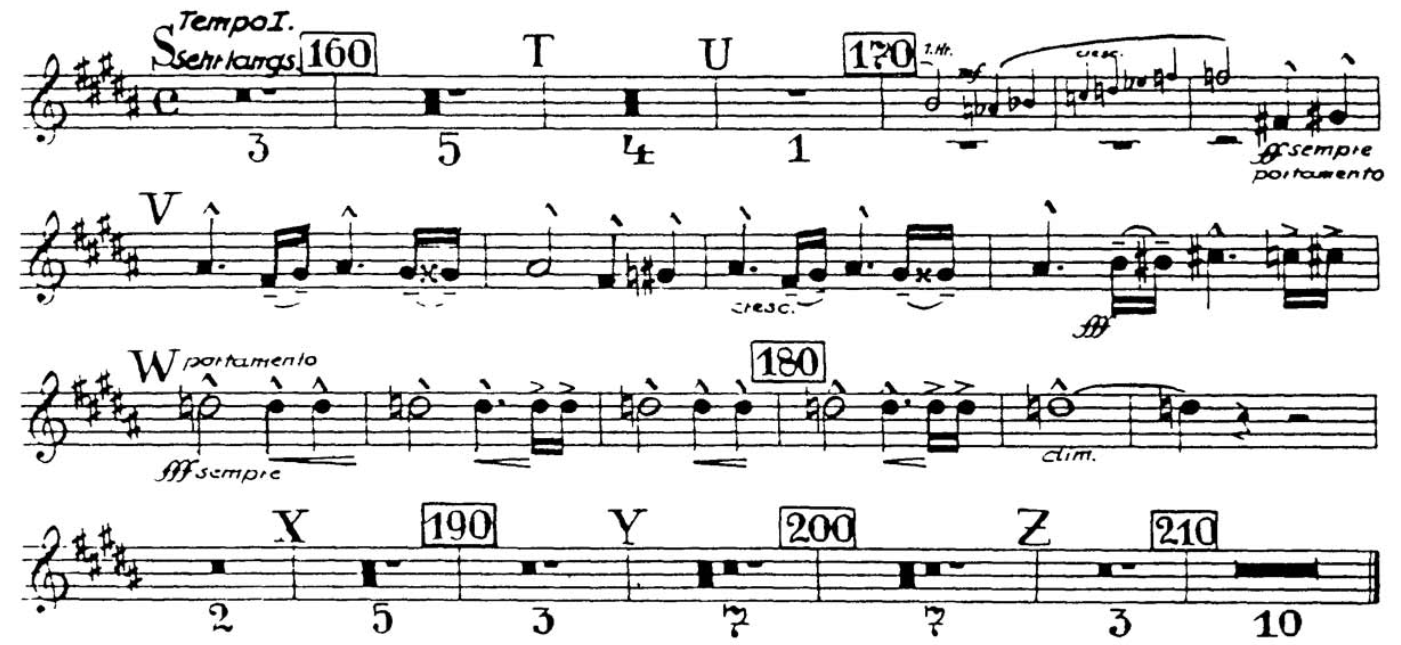 Tempo I.
S Sehr langs. 160 T U 170 1. Hr. mf cresc.
3 5 4 1 ff sempre
portamento
V
cresc. fff
W portamento 180
fff sempre dim.
X 190 Y 200 Z 210
2 5 3 7 7 3 10